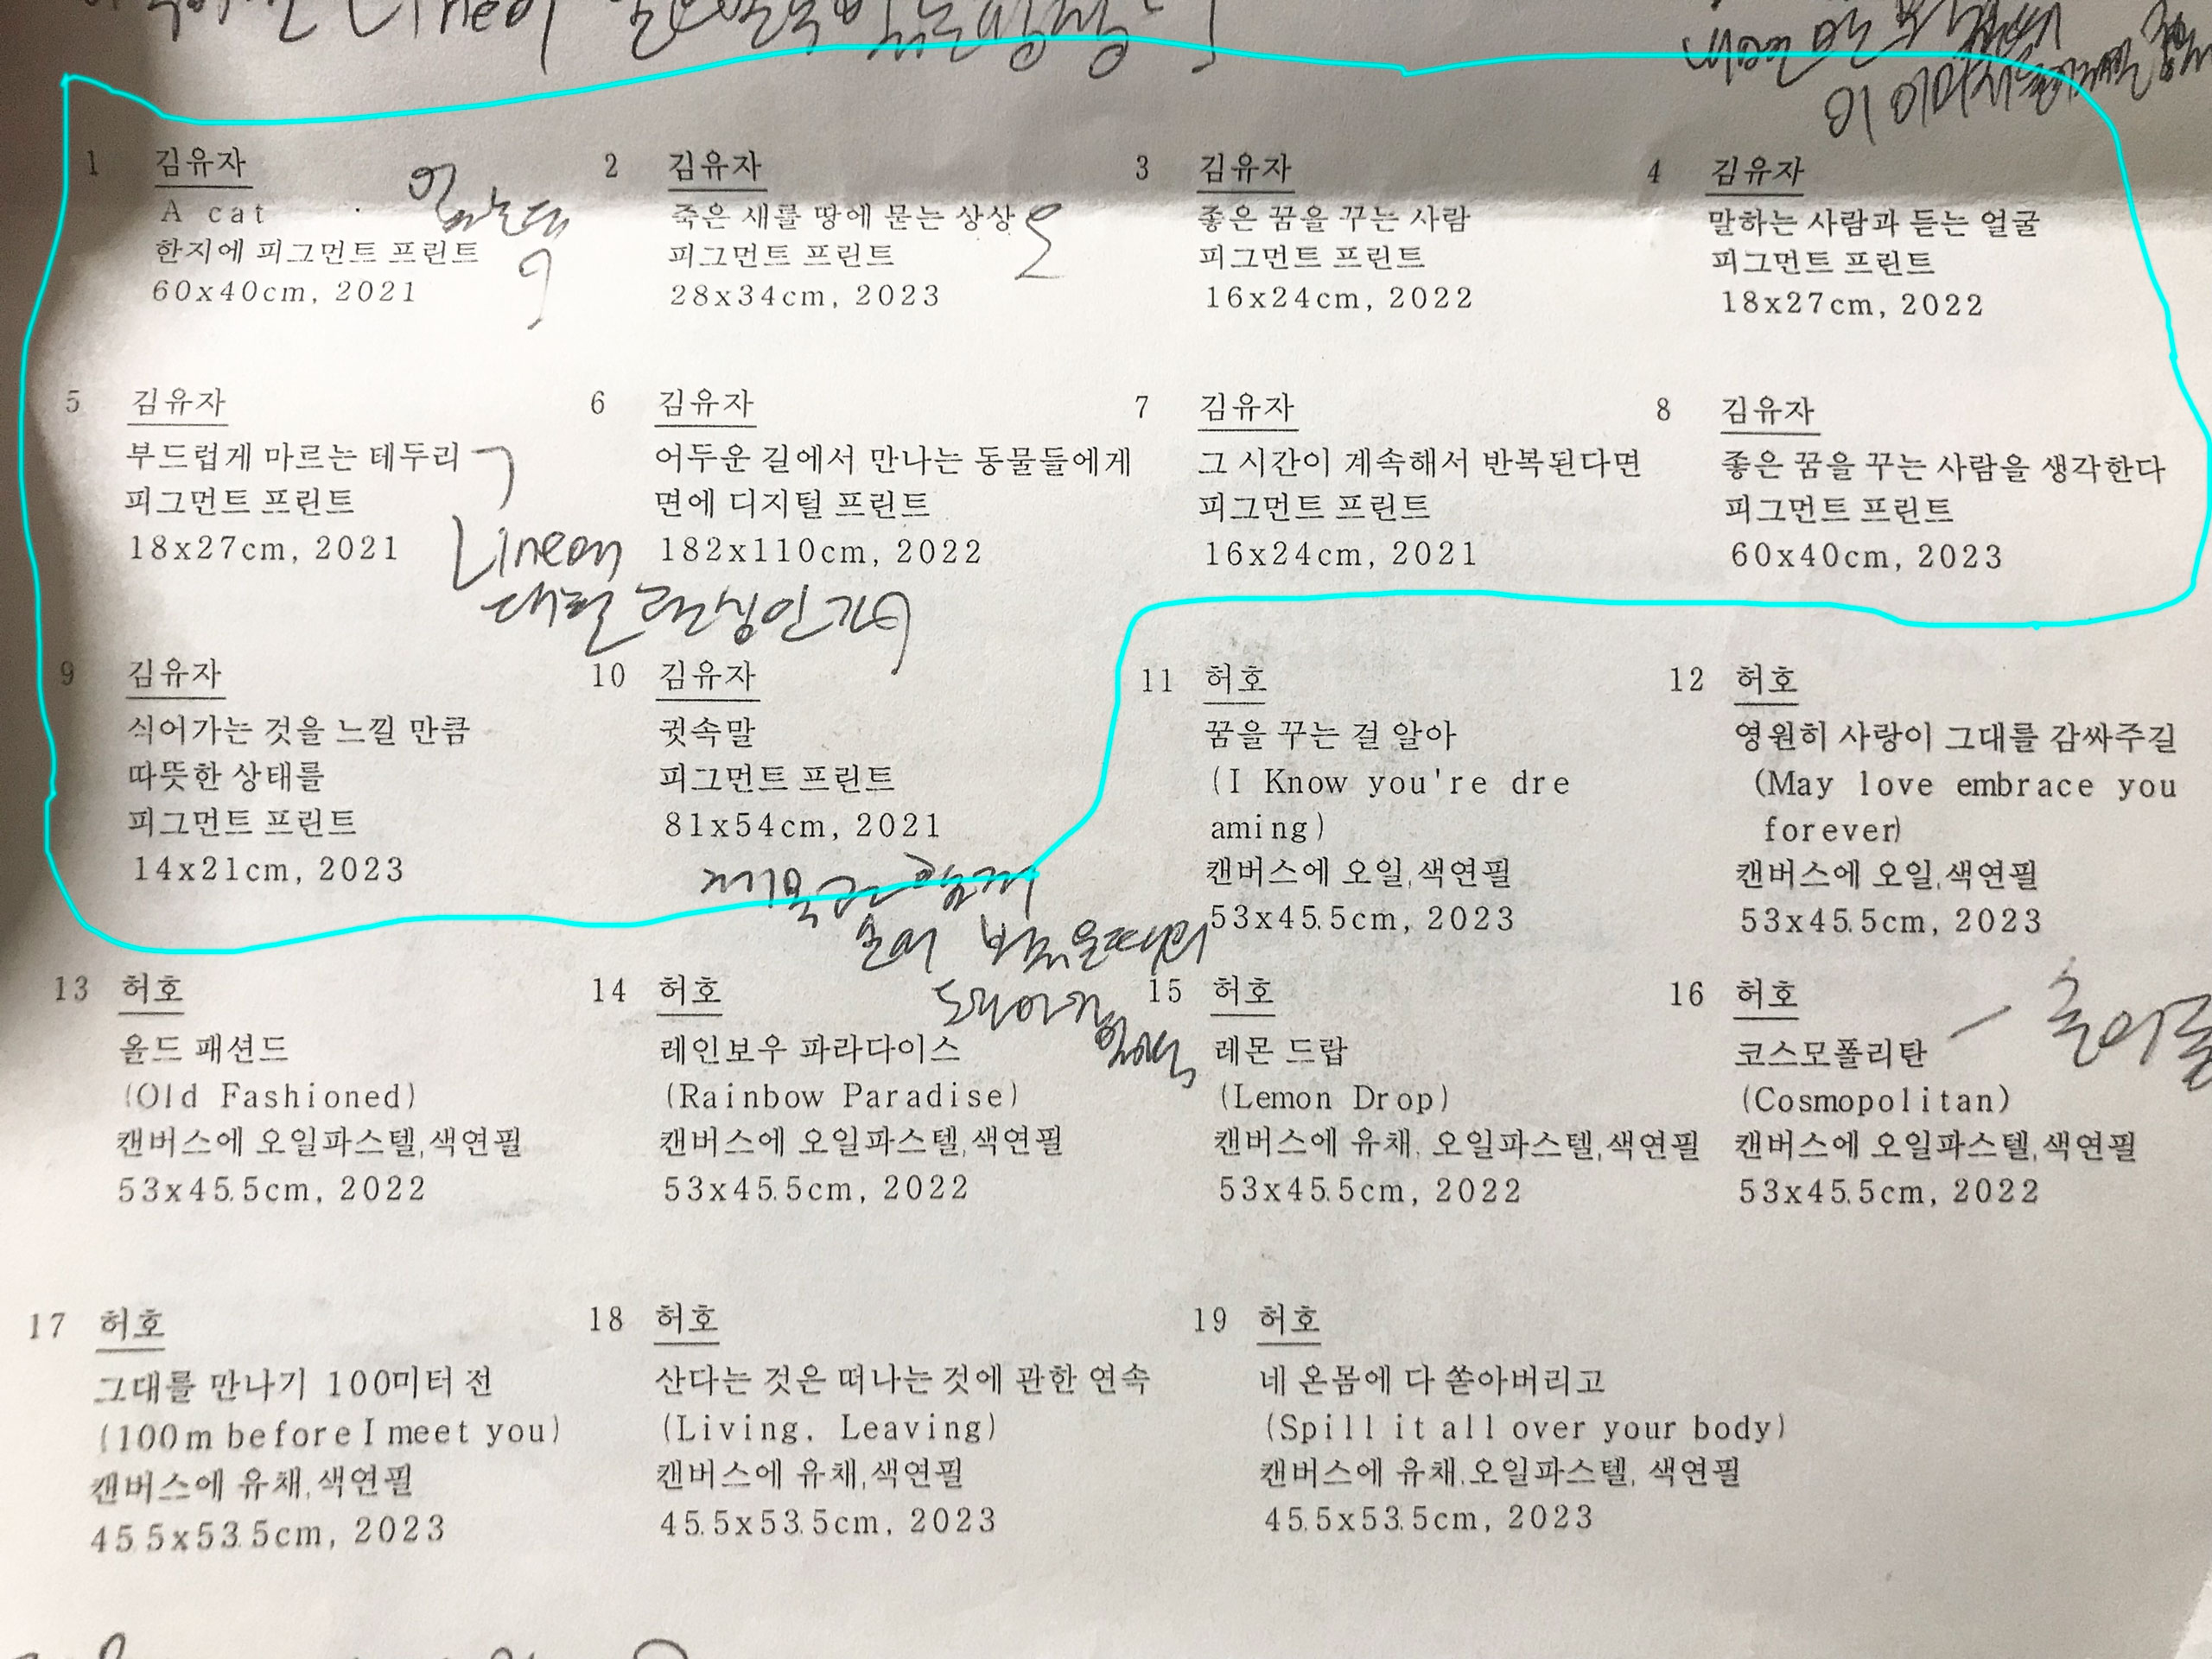 1 김유자
A cat
한지에 피그먼트 프린트
60x40cm, 2021
2 김유자
죽은 새를 땅에 묻는 상상
피그먼트 프린트
28x34cm, 2023
3 김유자
좋은 꿈을 꾸는 사람
피그먼트 프린트
16x24cm, 2022
4 김유자
말하는 사람과 듣는 얼굴
피그먼트 프린트
18x27cm, 2022
5 김유자
부드럽게 마르는 테두리
피그먼트 프린트
18x27cm, 2021
6 김유자
어두운 길에서 만나는 동물들에게
면에 디지털 프린트
182x110cm, 2022
7 김유자
그 시간이 계속해서 반복된다면
피그먼트 프린트
16x24cm, 2021
8 김유자
좋은 꿈을 꾸는 사람을 생각한다
피그먼트 프린트
60x40cm, 2023
9 김유자
식어가는 것을 느낄 만큼
따뜻한 상태를
피그먼트 프린트
14x21cm, 2023
10 김유자
귓속말
피그먼트 프린트
81x54cm, 2021
11 허호
꿈을 꾸는 걸 알아
(I Know you're dre
aming)
캔버스에 오일,색연필
53x45.5cm, 2023
12 허호
영원히 사랑이 그대를 감싸주길
(May love embrace you
forever)
캔버스에 오일,색연필
53x45.5cm, 2023
13 허호
올드 패션드
(Old Fashioned)
캔버스에 오일파스텔,색연필
53x45.5cm, 2022
14 허호
레인보우 파라다이스
(Rainbow Paradise)
캔버스에 오일파스텔,색연필
53x45.5cm, 2022
15 허호
레몬 드랍
(Lemon Drop)
캔버스에 유채, 오일파스텔,색연필
53x45.5cm, 2022
16 허호
코스모폴리탄
(Cosmopolitan)
캔버스에 오일파스텔,색연필
53x45.5cm, 2022
17 허호
그대를 만나기 100미터 전
(100m before I meet you)
캔버스에 유채,색연필
45.5x53.5cm, 2023
18 허호
산다는 것은 떠나는 것에 관한 연속
(Living, Leaving)
캔버스에 유채,색연필
45.5x53.5cm, 2023
19 허호
네 온몸에 다 쏟아버리고
(Spill it all over your body)
캔버스에 유채,오일파스텔, 색연필
45.5x53.5cm, 2023